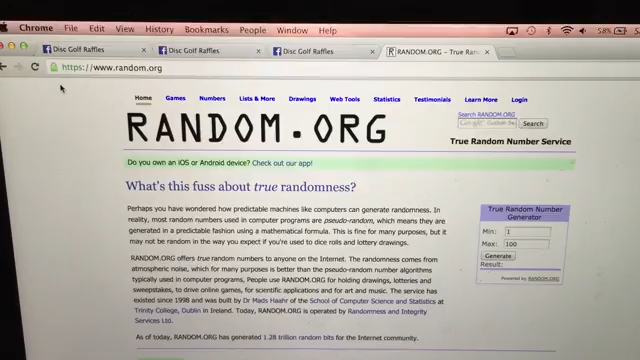 Chrome File Edit View History Bookmarks People Window Help 58%
Disc Golf Raffles × Disc Golf Raffles × Disc Golf Raffles × RANDOM.ORG - True Ran ×
https://www.random.org
Home Games Numbers Lists & More Drawings Web Tools Statistics Testimonials Learn More Login
Search RANDOM.ORG
Search
RANDOM.ORG
True Random Number Service
Do you own an iOS or Android device? Check out our app!
What's this fuss about true randomness?
Perhaps you have wondered how predictable machines like computers can generate randomness. In
reality, most random numbers used in computer programs are pseudo-random, which means they are
generated in a predictable fashion using a mathematical formula. This is fine for many purposes, but it
may not be random in the way you expect if you're used to dice rolls and lottery drawings.
RANDOM.ORG offers true random numbers to anyone on the Internet. The randomness comes from
atmospheric noise, which for many purposes is better than the pseudo-random number algorithms
typically used in computer programs. People use RANDOM.ORG for holding drawings, lotteries and
sweepstakes, to drive online games, for scientific applications and for art and music. The service has
existed since 1998 and was built by Dr Mads Haahr of the School of Computer Science and Statistics at
Trinity College, Dublin in Ireland. Today, RANDOM.ORG is operated by Randomness and Integrity
Services Ltd.
As of today, RANDOM.ORG has generated 1.28 trillion random bits for the Internet community.
True Random Number
Generator
Min: 1
Max: 100
Generate
Result:
Powered by RANDOM.ORG